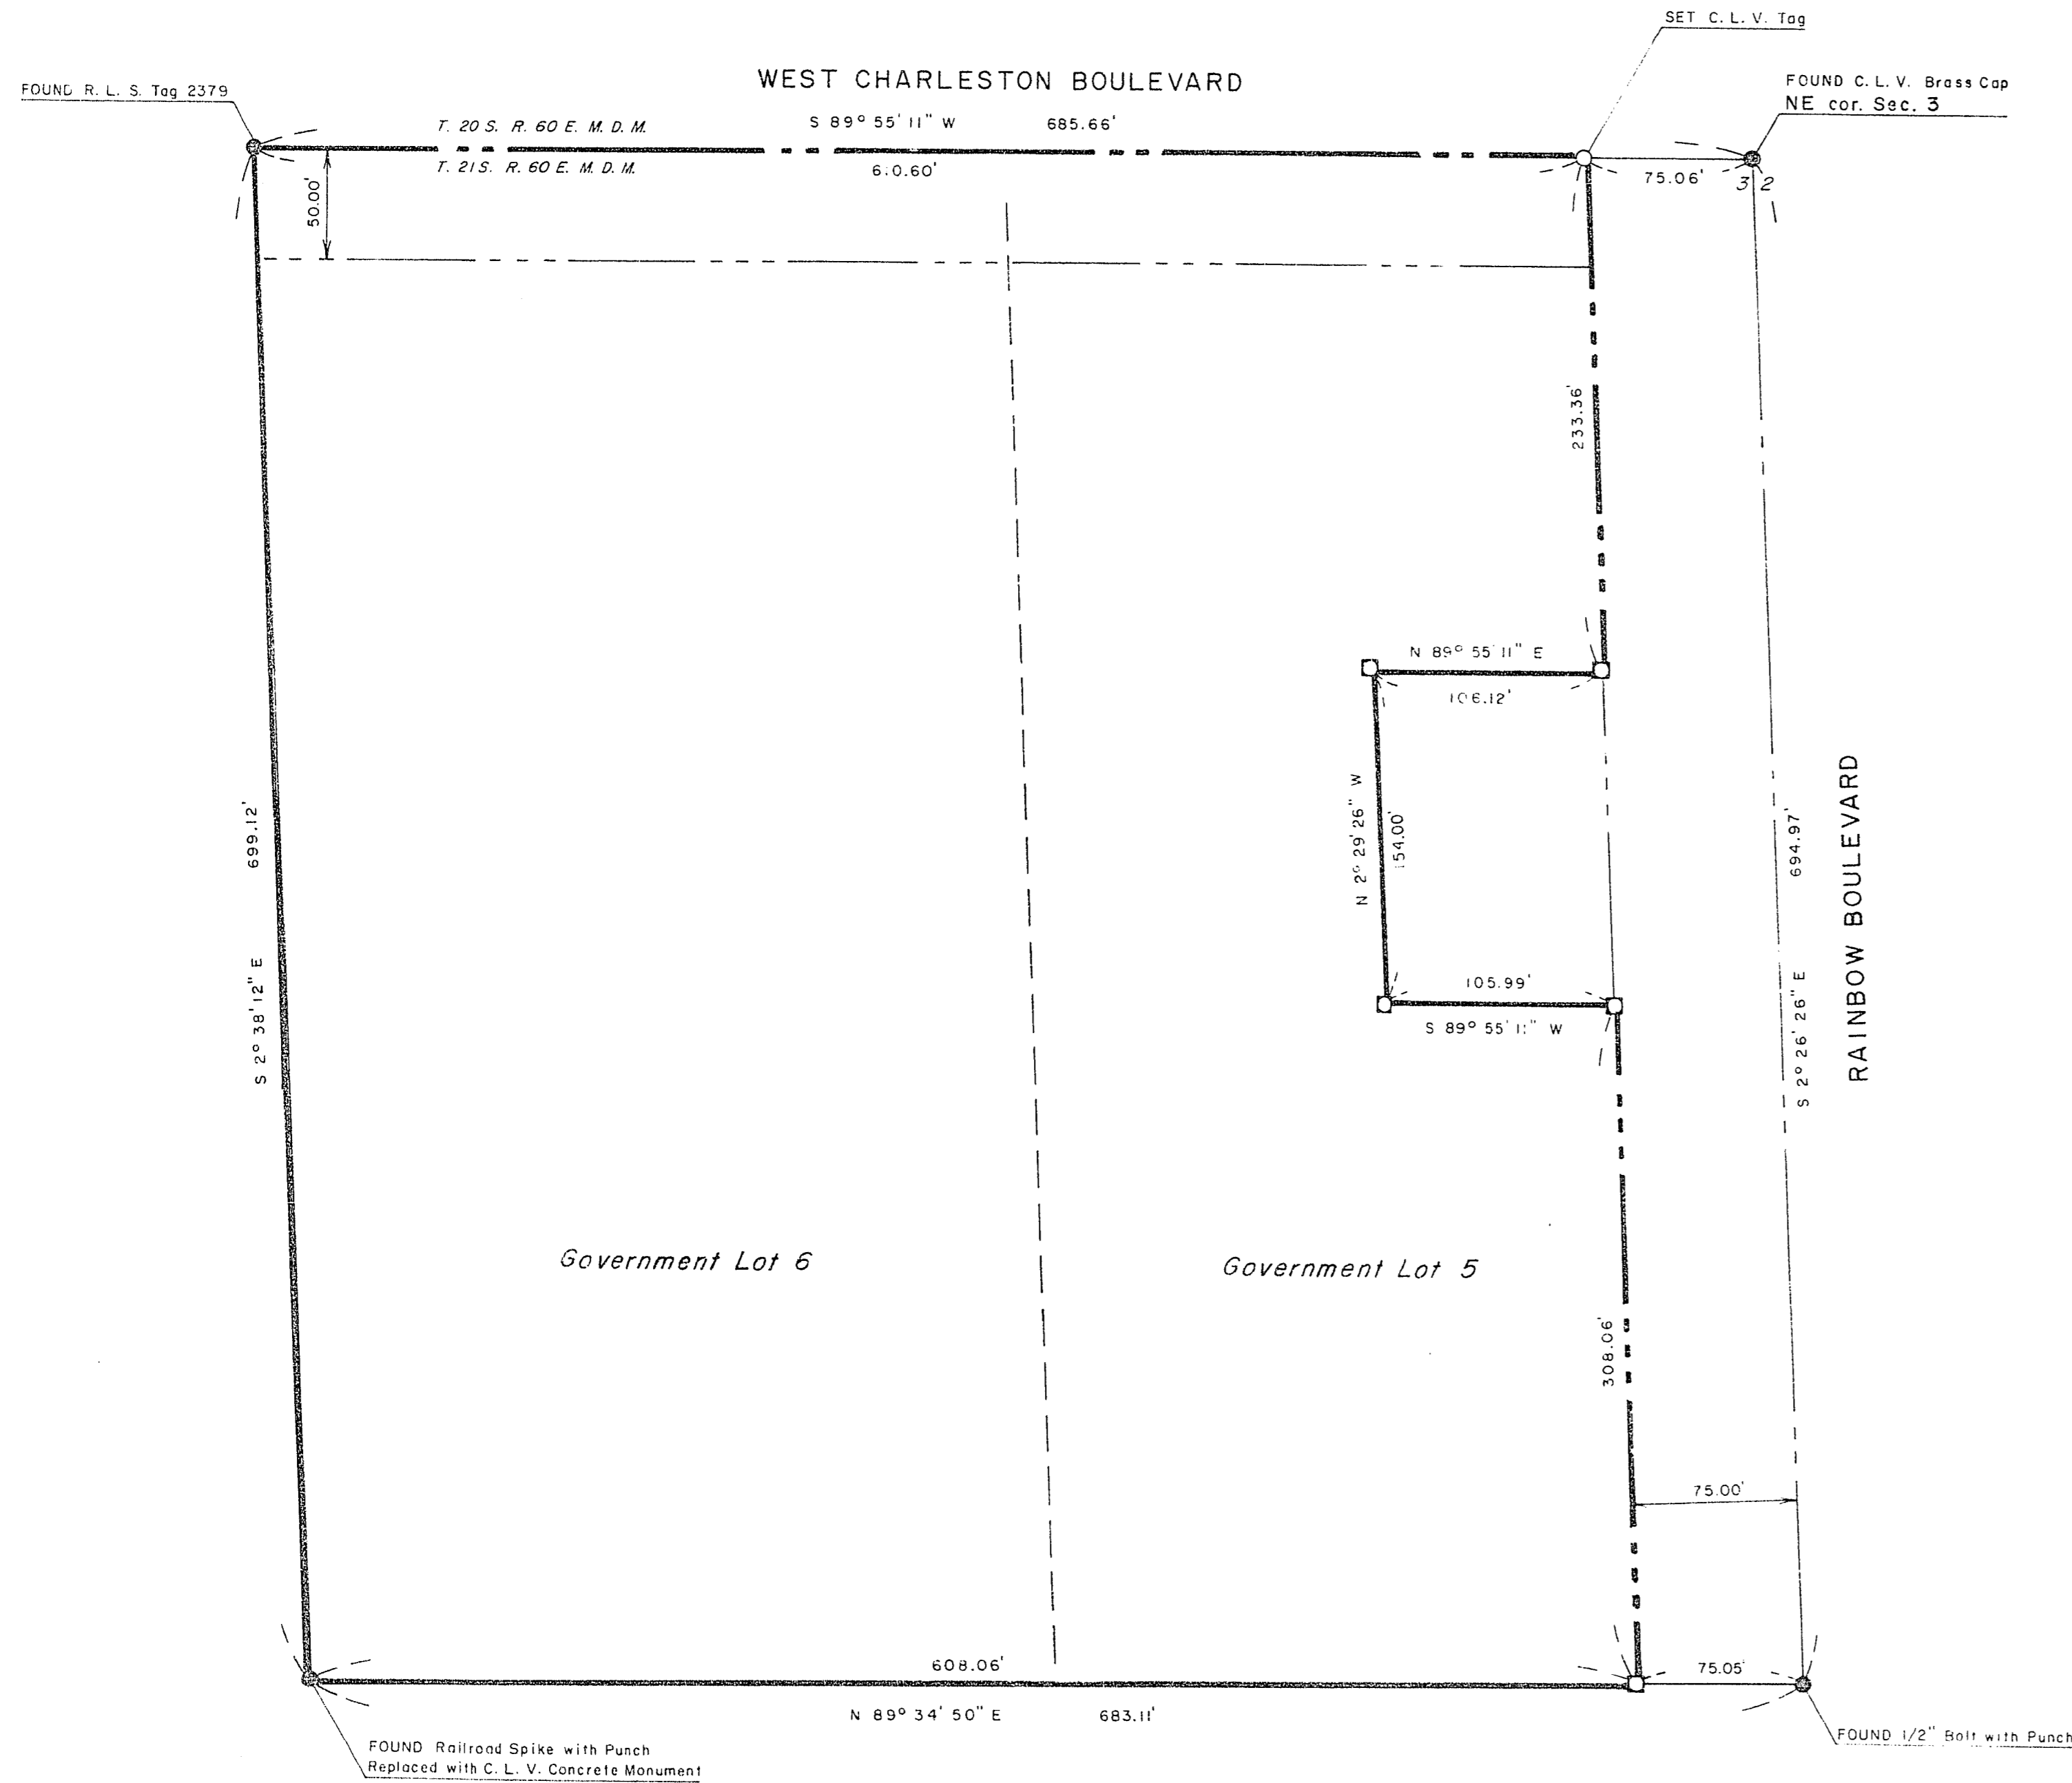 SET C. L. V. Tag
WEST CHARLESTON BOULEVARD
FOUND R. L. S. Tag 2379
FOUND C. L. V. Brass Cap
NE cor. Sec. 3
T. 20 S. R. 60 E. M. D. M.
S 89° 55' 11" W 685.66'
T. 21 S. R. 60 E. M. D. M.
610.60'
75.06'
3 2
50.00'
233.36'
N 89° 55' 11" E
106.12'
N 2° 29' 26" W
154.00'
105.99'
S 89° 55' 11" W
S 2° 38' 12" E 699.12'
S 2° 26' 26" E 694.97'
RAINBOW BOULEVARD
Government Lot 6
Government Lot 5
308.06'
75.00'
608.06'
75.05'
N 89° 34' 50" E 683.11'
FOUND Railroad Spike with Punch
Replaced with C. L. V. Concrete Monument
FOUND 1/2" Bolt with Punch